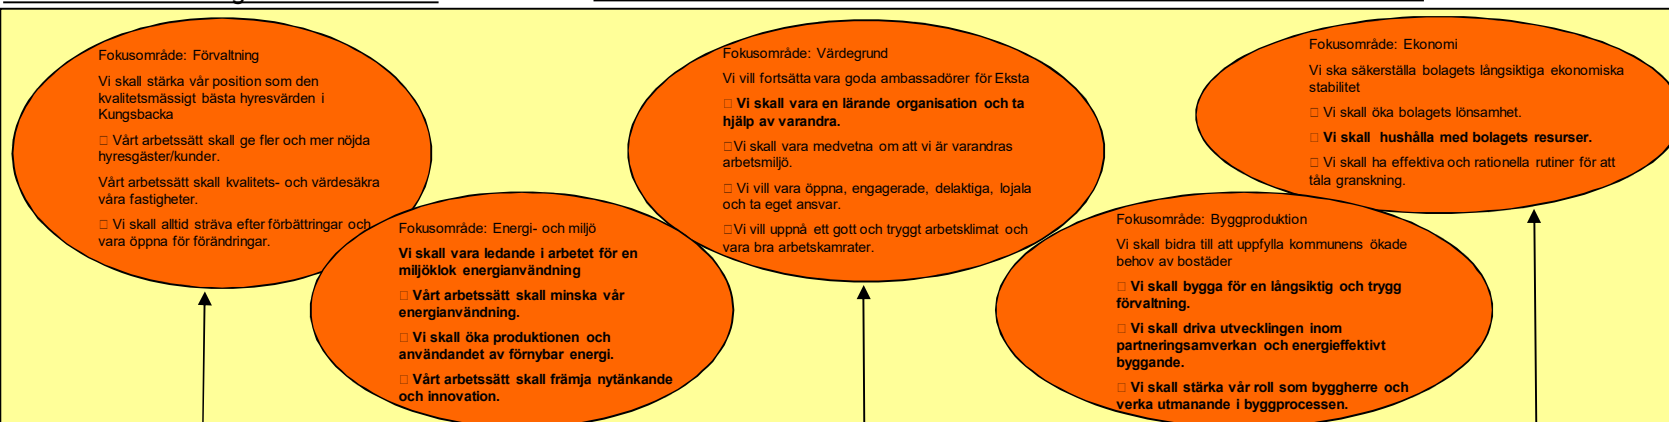 Fokusområde: Förvaltning
Vi skall stärka vår position som den
kvalitetsmässigt bästa hyresvärden i
Kungsbacka
□ Vårt arbetssätt skall ge fler och mer nöjda
hyresgäster/kunder.
Vårt arbetssätt skall kvalitets- och värdesäkra
våra fastigheter.
□ Vi skall alltid sträva efter förbättringar och
vara öppna för förändringar.
Fokusområde: Energi- och miljö
Vi skall vara ledande i arbetet för en
miljöklok energianvändning
□ Vårt arbetssätt skall minska vår
energianvändning.
□ Vi skall öka produktionen och
användandet av förnybar energi.
□ Vårt arbetssätt skall främja nytänkande
och innovation.
Fokusområde: Värdegrund
Vi vill fortsätta vara goda ambassadörer för Eksta
□ Vi skall vara en lärande organisation och ta
hjälp av varandra.
□Vi skall vara medvetna om att vi är varandras
arbetsmiljö.
□ Vi vill vara öppna, engagerade, delaktiga, lojala
och ta eget ansvar.
□Vi vill uppnå ett gott och tryggt arbetsklimat och
vara bra arbetskamrater.
Fokusområde: Byggproduktion
Vi skall bidra till att uppfylla kommunens ökade
behov av bostäder
□ Vi skall bygga för en långsiktig och trygg
förvaltning.
□ Vi skall driva utvecklingen inom
partneringsamverkan och energieffektivt
byggande.
□ Vi skall stärka vår roll som byggherre och
verka utmanande i byggprocessen.
Fokusområde: Ekonomi
Vi ska säkerställa bolagets långsiktiga ekonomiska
stabilitet
□ Vi skall öka bolagets lönsamhet.
□ Vi skall hushålla med bolagets resurser.
□ Vi skall ha effektiva och rationella rutiner för att
tåla granskning.